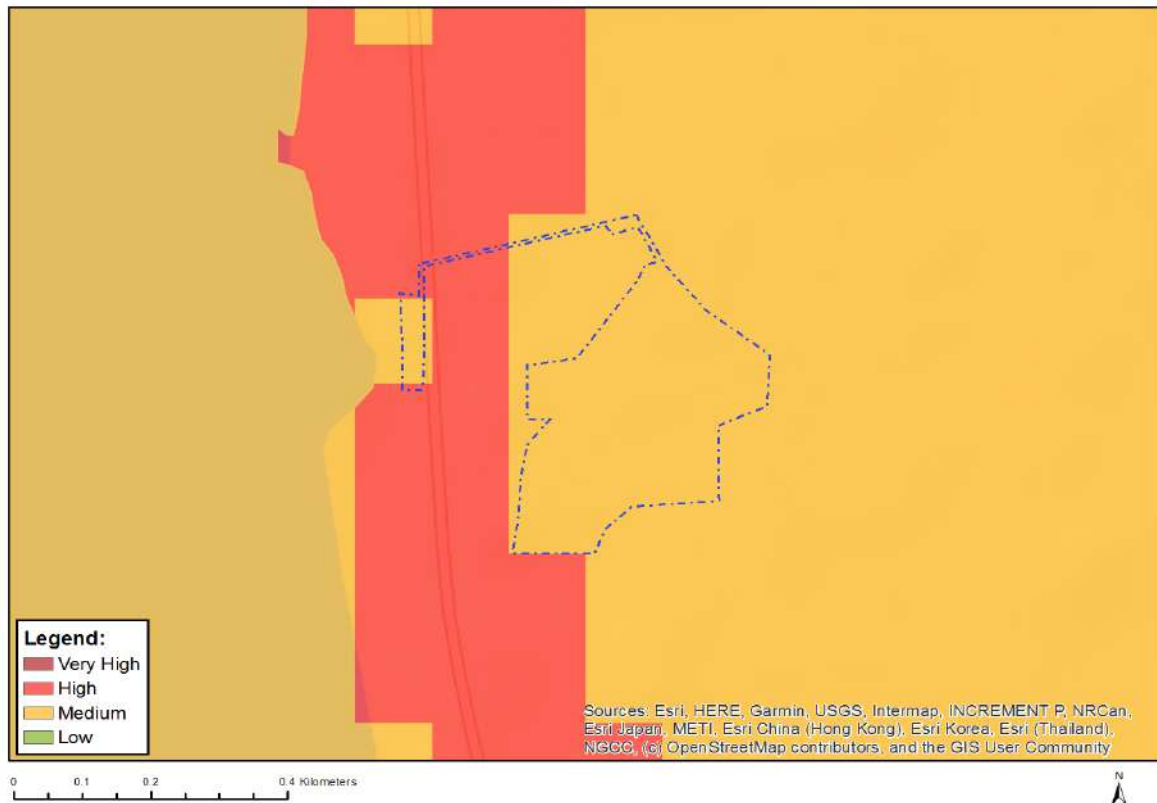 Legend:
Very High
High
Medium
Low
Sources: Esri, HERE, Garmin, USGS, Intermap, INCREMENT P, NRCan,
Esri Japan, METI, Esri China (Hong Kong), Esri Korea, Esri (Thailand),
NGCC, (c) OpenStreetMap contributors, and the GIS User Community
0 0.1 0.2 0.4 Kilometers
N